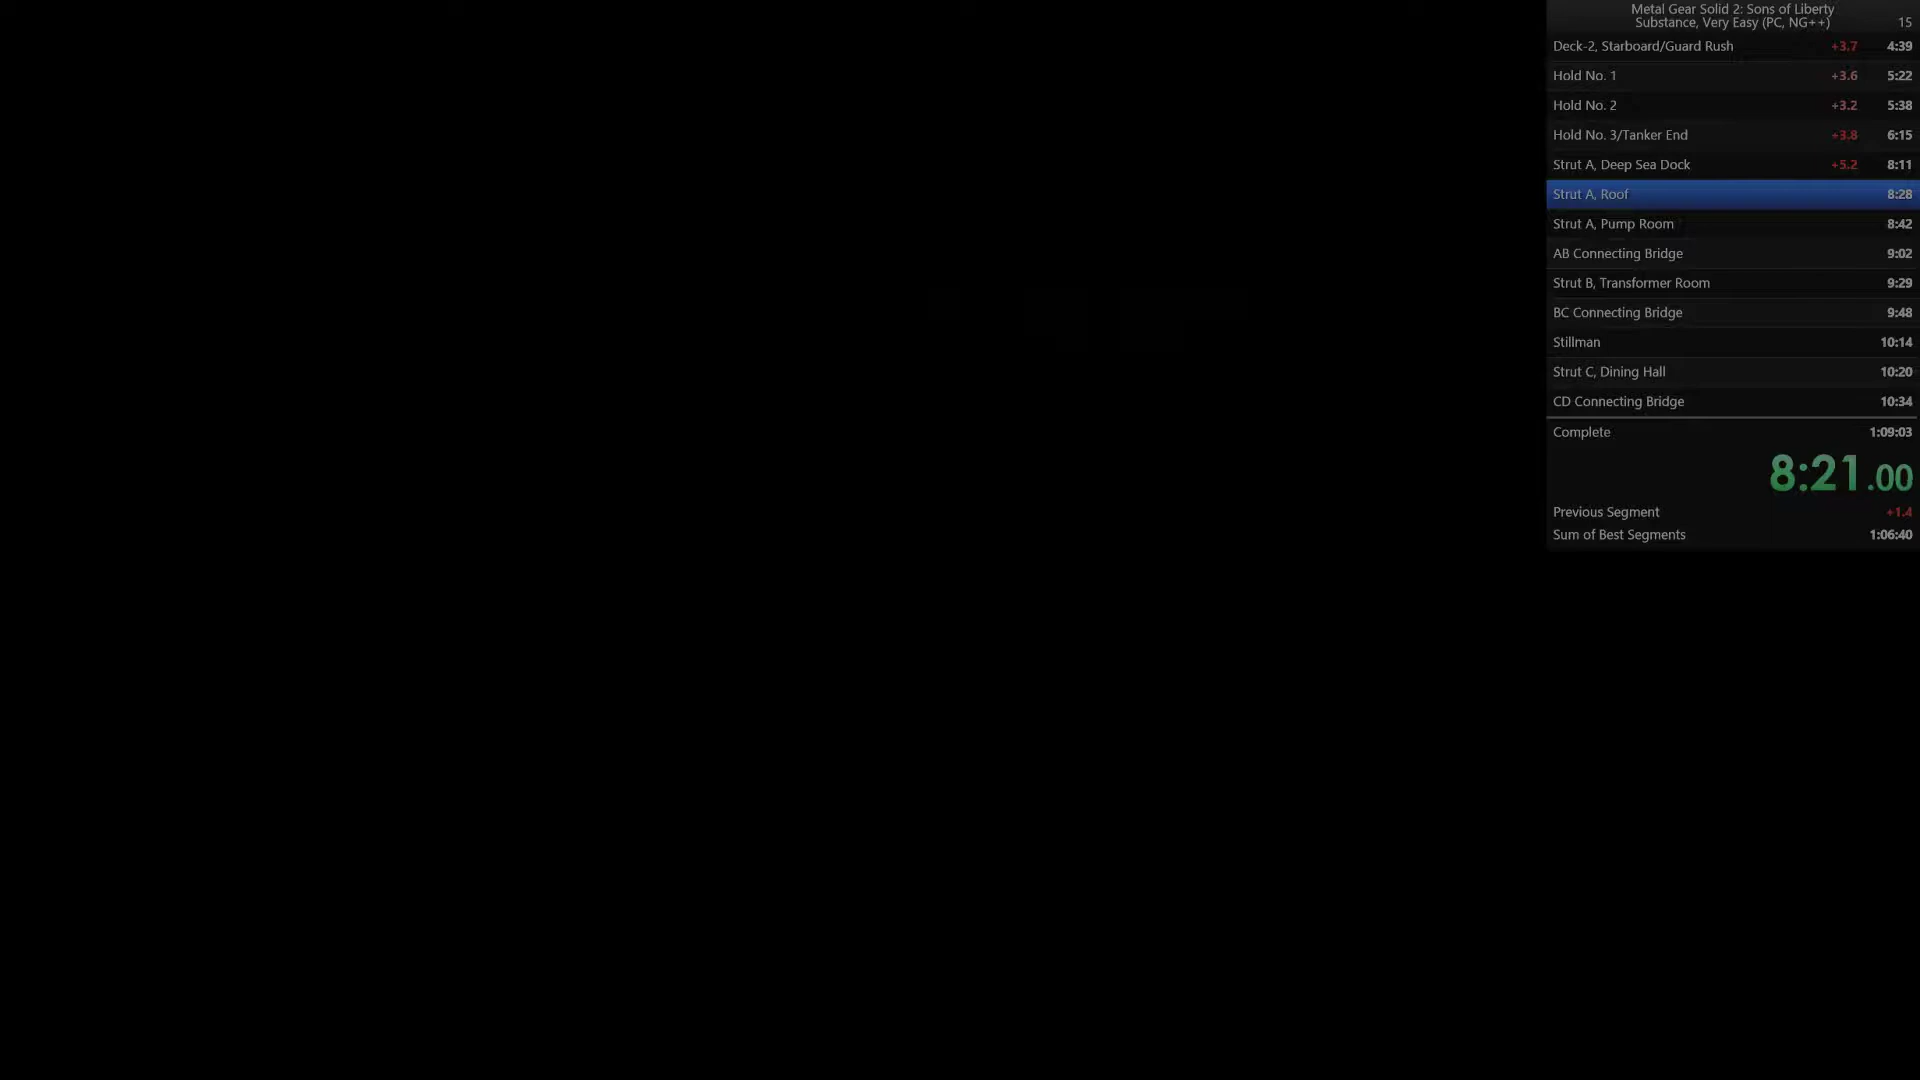 Metal Gear Solid 2: Sons of Liberty
Substance, Very Easy (PC, NG++) 15
Deck-2, Starboard/Guard Rush +3.7 4:39
Hold No. 1 +3.6 5:22
Hold No. 2 +3.2 5:38
Hold No. 3/Tanker End +3.8 6:15
Strut A, Deep Sea Dock +5.2 8:11
Strut A, Roof 8:28
Strut A, Pump Room 8:42
AB Connecting Bridge 9:02
Strut B, Transformer Room 9:29
BC Connecting Bridge 9:48
Stillman 10:14
Strut C, Dining Hall 10:20
CD Connecting Bridge 10:34
Complete 1:09:03
8:21.00
Previous Segment +1.4
Sum of Best Segments 1:06:40